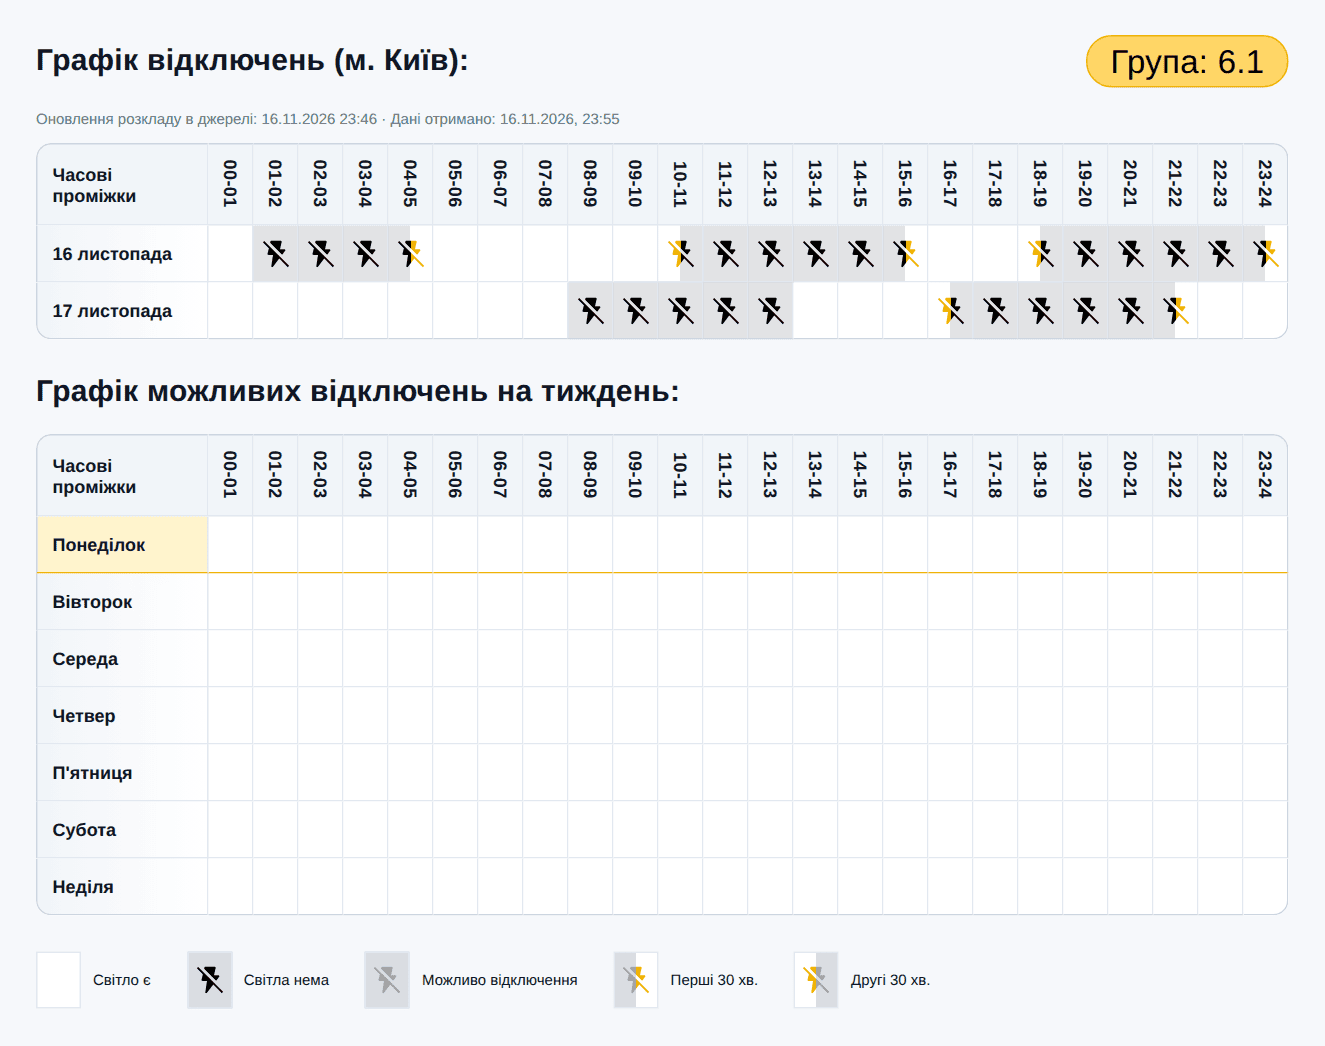 Графік відключень (м. Київ):
Група: 6.1
Оновлення розкладу в джерелі: 16.11.2026 23:46 · Дані отримано: 16.11.2026, 23:55
Часові
проміжки
00-01
01-02
02-03
03-04
04-05
05-06
06-07
07-08
08-09
09-10
10-11
11-12
12-13
13-14
14-15
15-16
16-17
17-18
18-19
19-20
20-21
21-22
22-23
23-24
16 листопада
17 листопада
Графік можливих відключень на тиждень:
Часові
проміжки
00-01
01-02
02-03
03-04
04-05
05-06
06-07
07-08
08-09
09-10
10-11
11-12
12-13
13-14
14-15
15-16
16-17
17-18
18-19
19-20
20-21
21-22
22-23
23-24
Понеділок
Вівторок
Середа
Четвер
П'ятниця
Субота
Неділя
Світло є
Світла нема
Можливо відключення
Перші 30 хв.
Другі 30 хв.